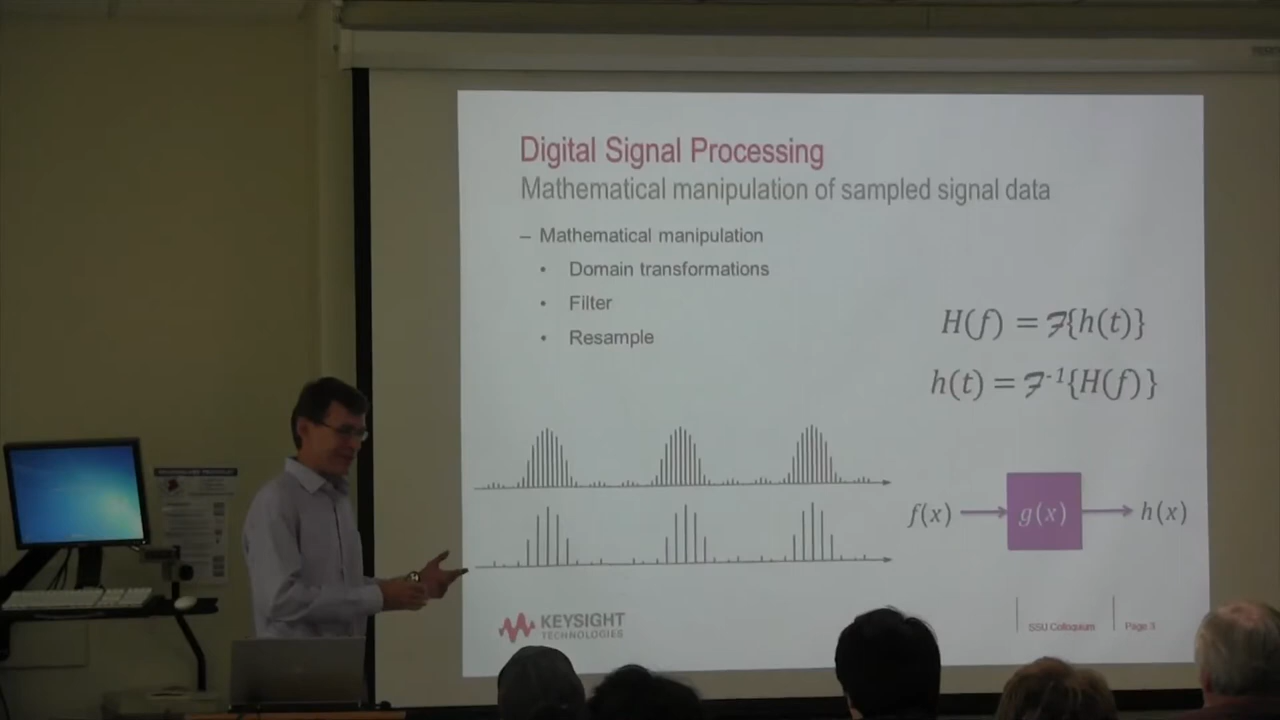 Digital Signal Processing
Mathematical manipulation of sampled signal data
– Mathematical manipulation
• Domain transformations
• Filter
• Resample
H(f) = ℱ{h(t)}
h(t) = ℱ⁻¹{H(f)}
f(x) g(x) h(x)
KEYSIGHT
TECHNOLOGIES
SSU Colloquium
Page 3